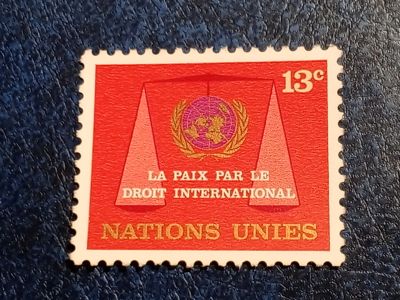 13c
LA PAIX PAR LE
DROIT INTERNATIONAL
NATIONS UNIES